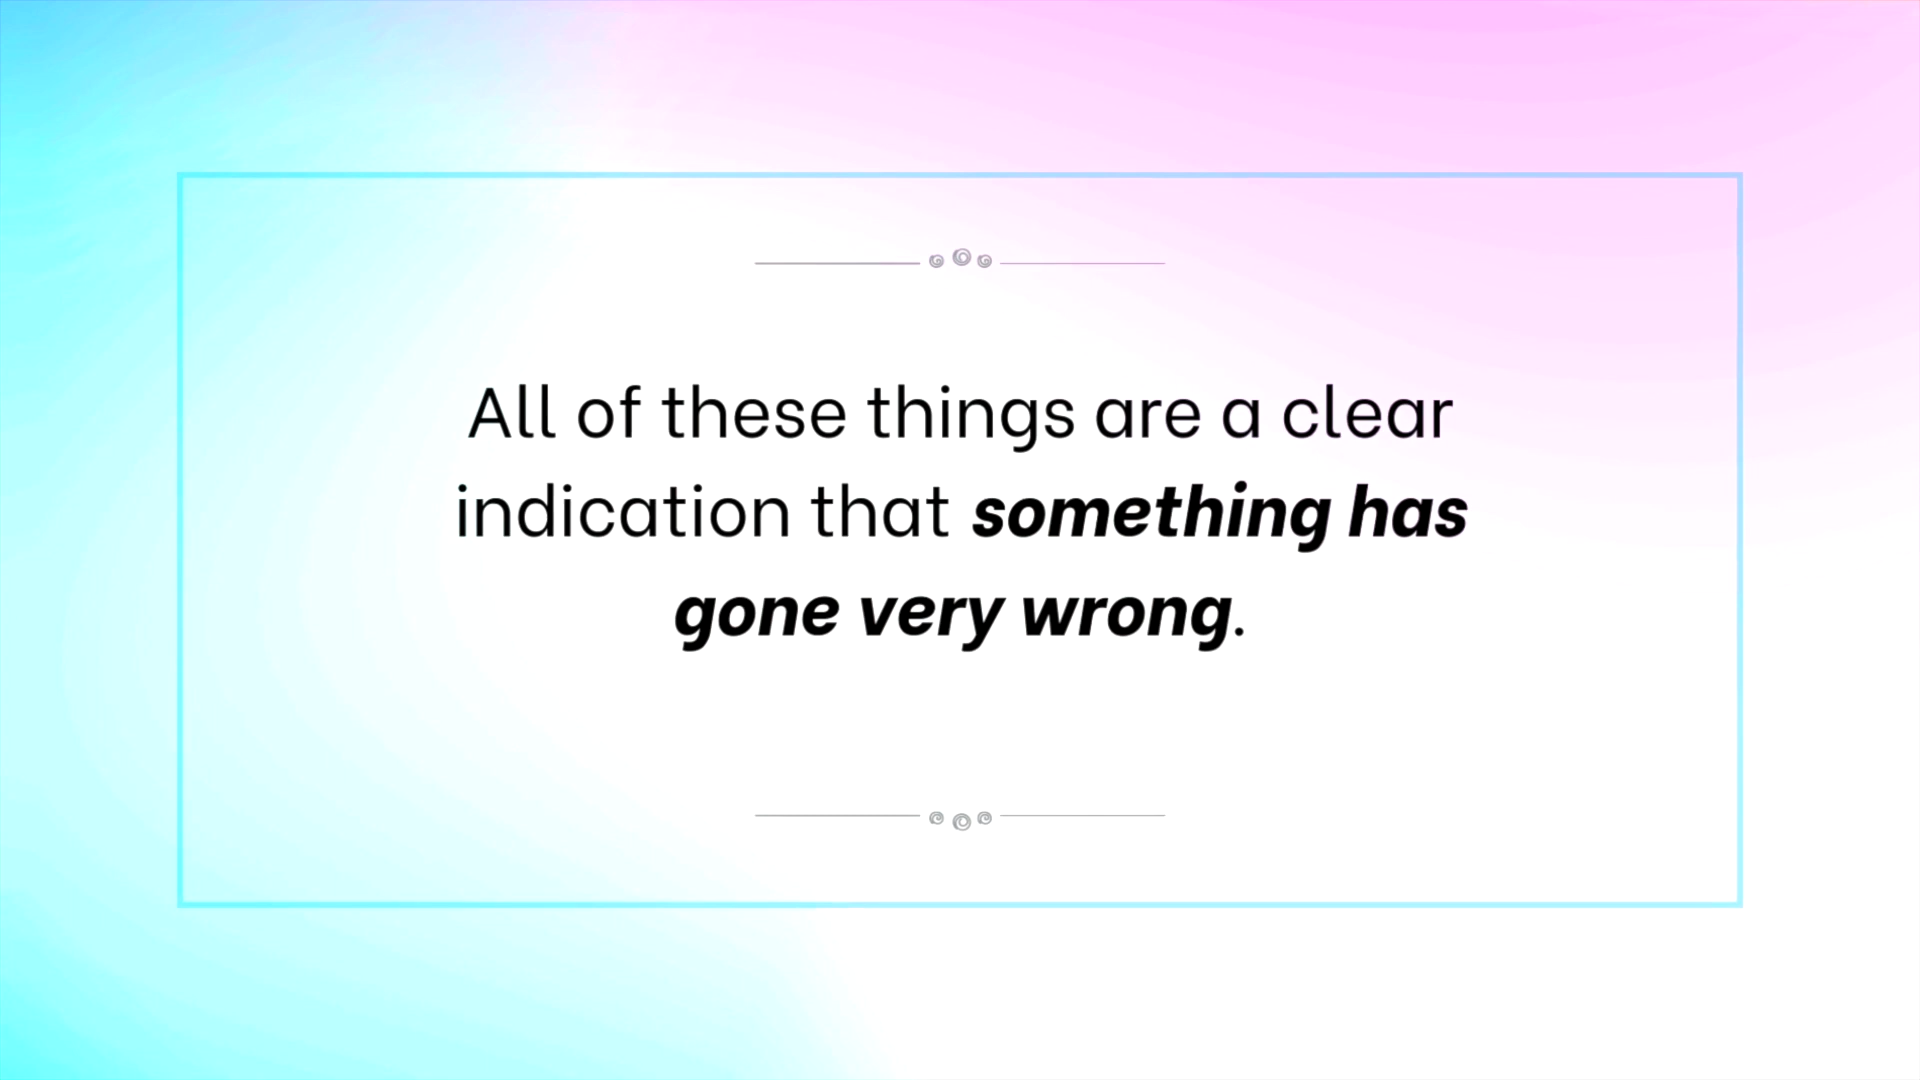 All of these things are a clear
indication that something has
gone very wrong.